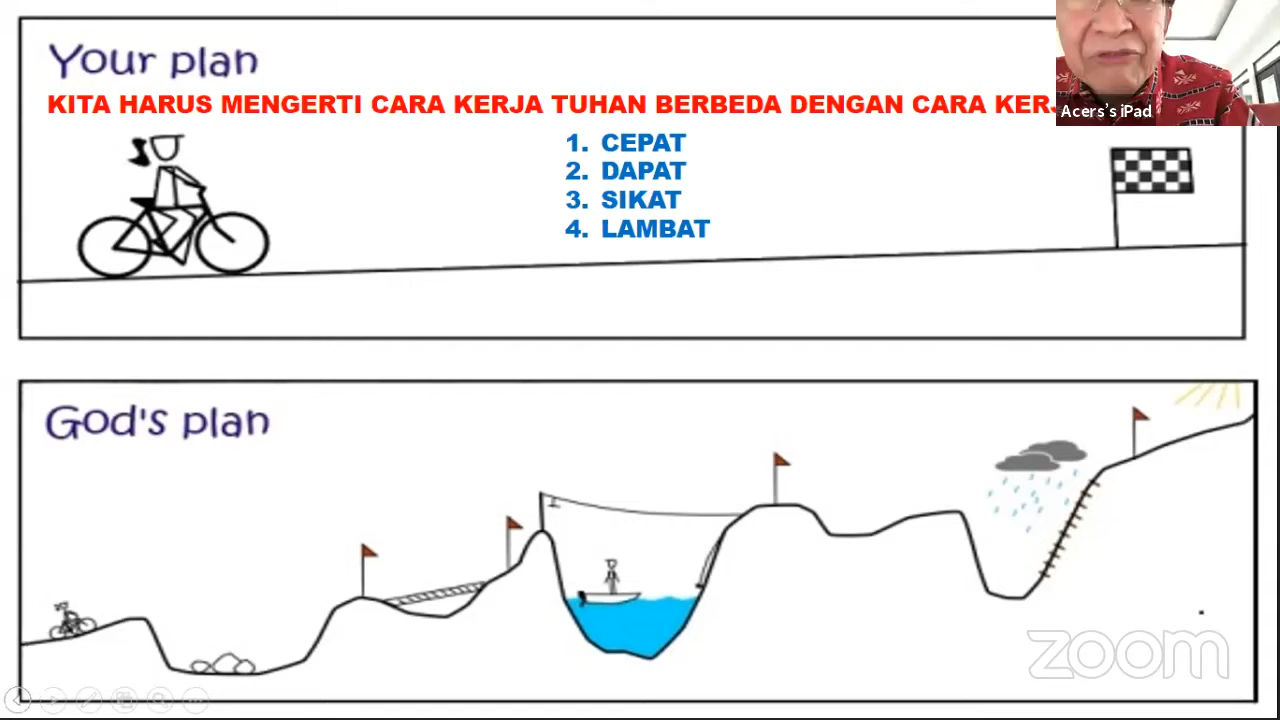 Your plan
KITA HARUS MENGERTI CARA KERJA TUHAN BERBEDA DENGAN CARA
1. CEPAT
2. DAPAT
3. SIKAT
4. LAMBAT
Acers's iPad
God's plan
zoom